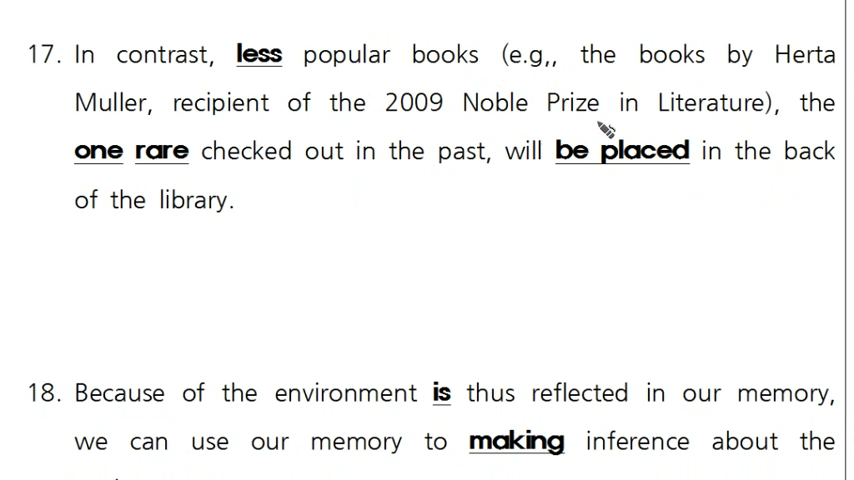 17. In contrast, less popular books (e.g,, the books by Herta
Muller, recipient of the 2009 Noble Prize in Literature), the
one rare checked out in the past, will be placed in the back
of the library.
18. Because of the environment is thus reflected in our memory,
we can use our memory to making inference about the